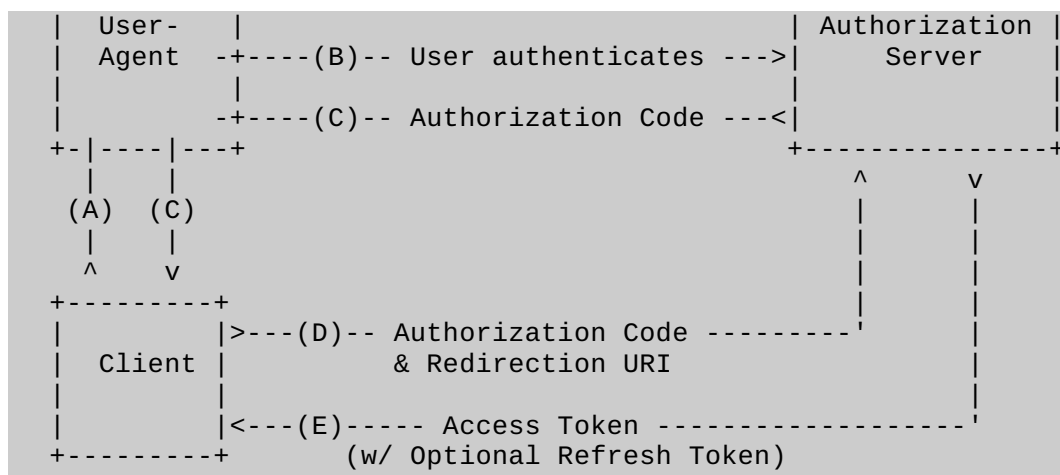 |  User-   |                                 | Authorization |
|  Agent  -+----(B)-- User authenticates --->|     Server    |
|          |                                 |               |
|         -+----(C)-- Authorization Code ---<|               |
+-|----|---+                                 +---------------+
  |    |                                         ^      v
 (A)  (C)                                        |      |
  |    |                                         |      |
  ^    v                                         |      |
+---------+                                      |      |
|         |>---(D)-- Authorization Code ---------'      |
|  Client |          & Redirection URI                  |
|         |                                             |
|         |<---(E)----- Access Token -------------------'
+---------+       (w/ Optional Refresh Token)